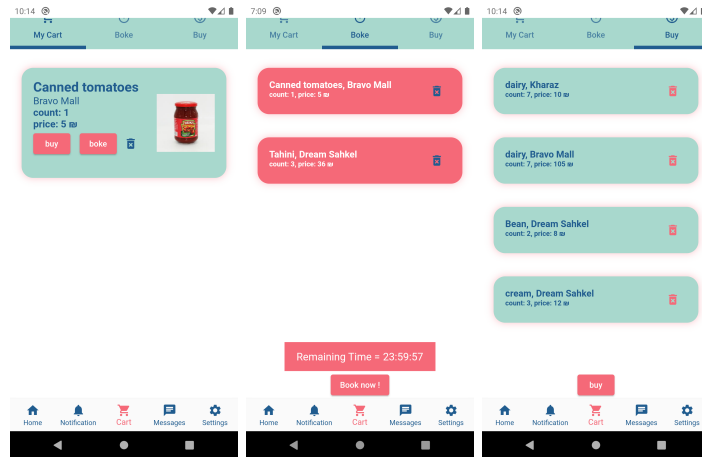 10:14
My Cart Boke Buy
Canned tomatoes
Bravo Mall
count: 1
price: 5 ₪
buy boke
Home Notification Cart Messages Settings
7:09
My Cart Boke Buy
Canned tomatoes, Bravo Mall
count: 1, price: 5 ₪
Tahini, Dream Sahkel
count: 3, price: 36 ₪
Remaining Time = 23:59:57
Book now !
Home Notification Cart Messages Settings
10:14
My Cart Boke Buy
dairy, Kharaz
count: 7, price: 10 ₪
dairy, Bravo Mall
count: 7, price: 105 ₪
Bean, Dream Sahkel
count: 2, price: 8 ₪
cream, Dream Sahkel
count: 3, price: 12 ₪
buy
Home Notification Cart Messages Settings